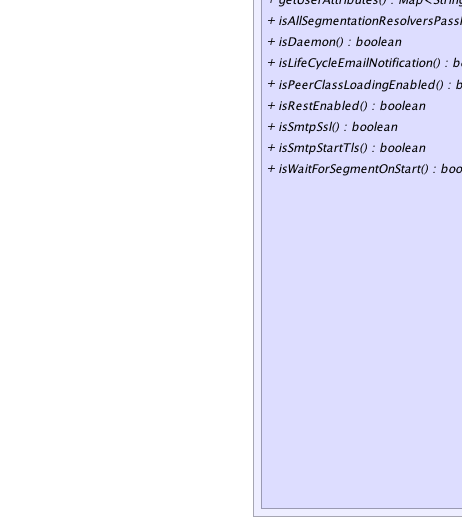 + getUserAttributes() : Map<String
+ isAllSegmentationResolversPass
+ isDaemon() : boolean
+ isLifeCycleEmailNotification() : b
+ isPeerClassLoadingEnabled() : b
+ isRestEnabled() : boolean
+ isSmtpSsl() : boolean
+ isSmtpStartTls() : boolean
+ isWaitForSegmentOnStart() : boo